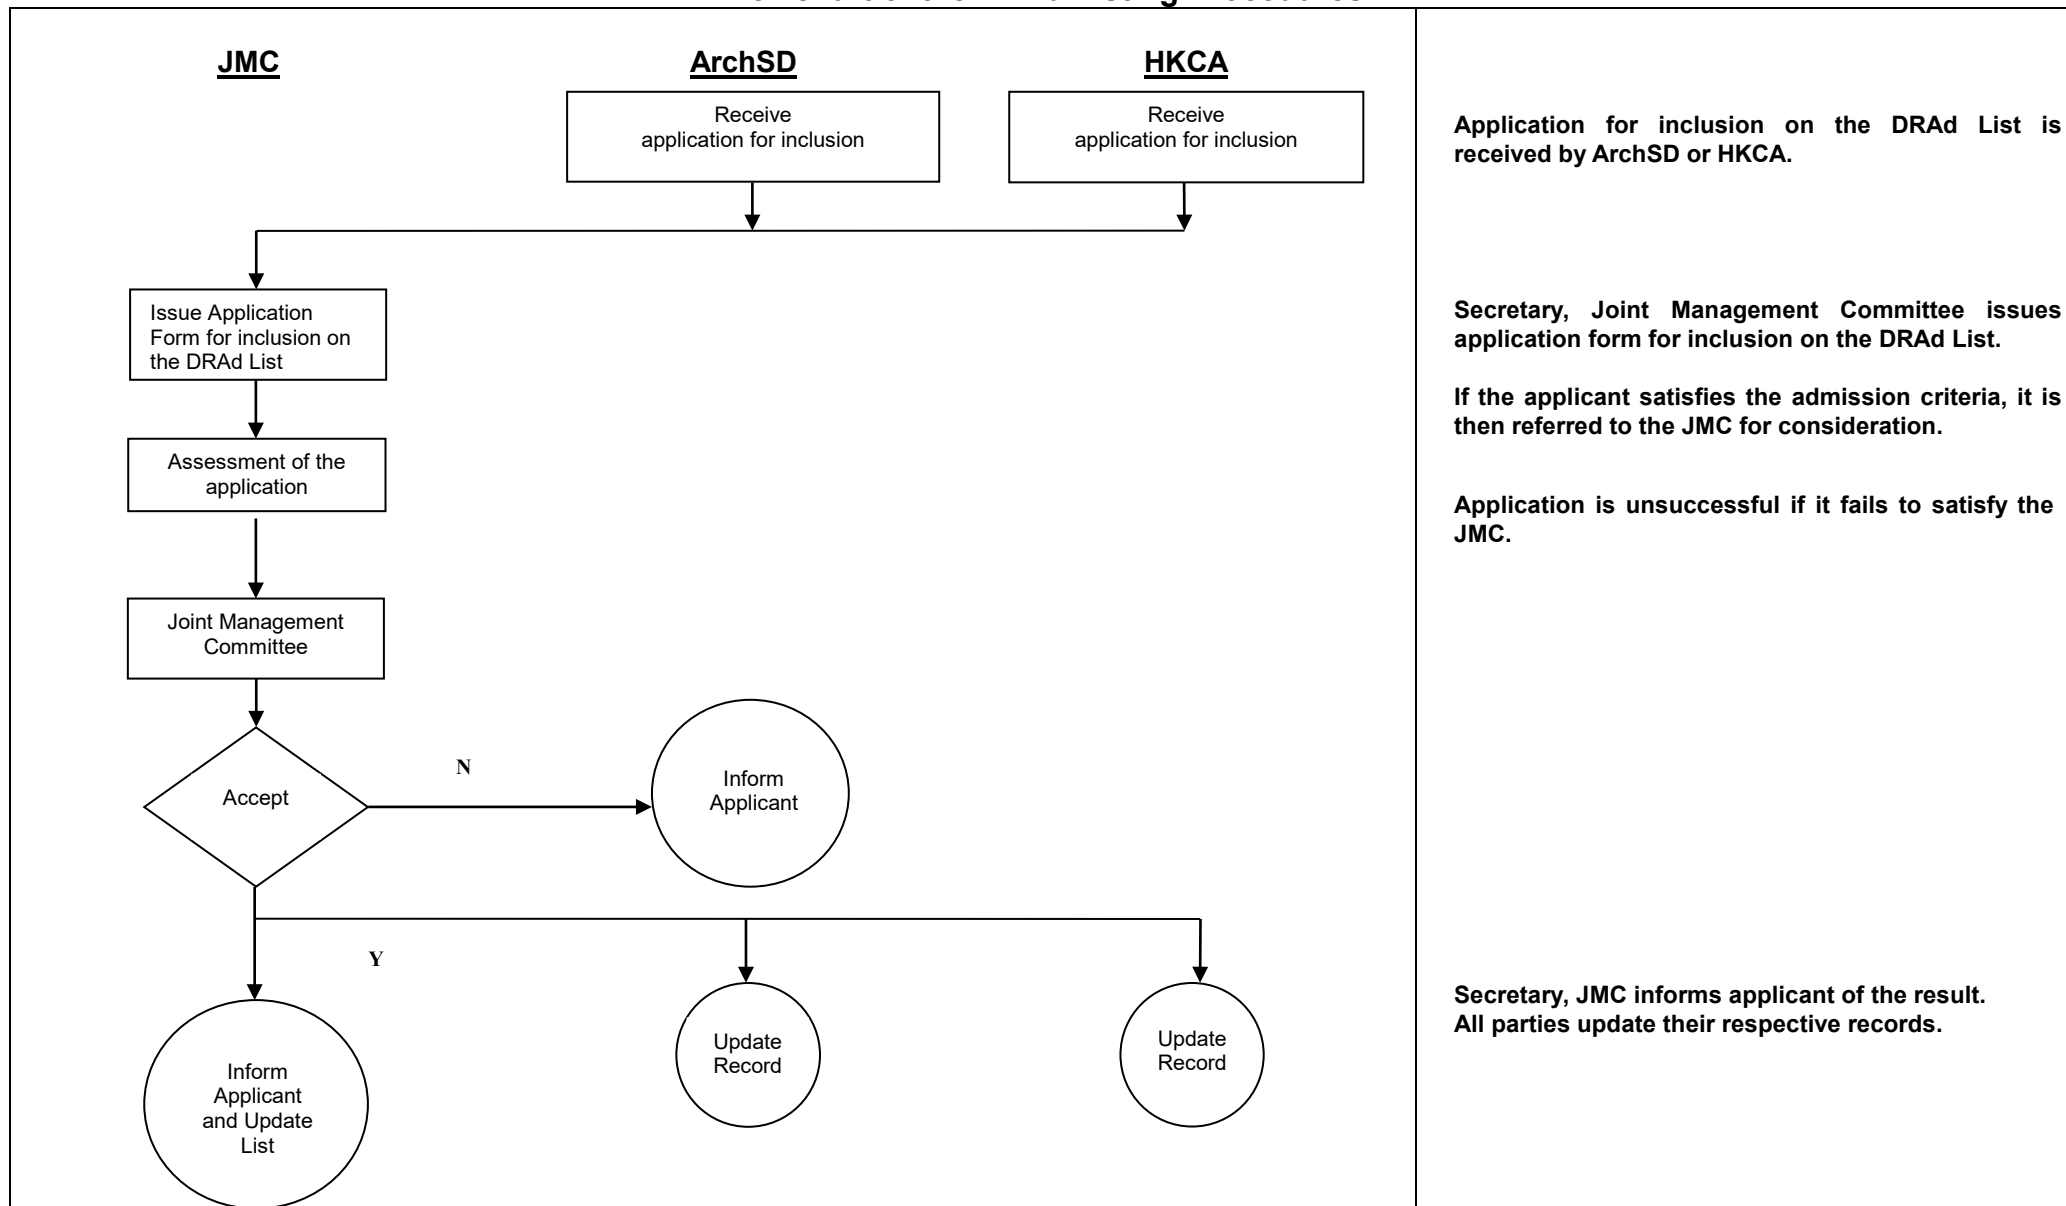 JMC
ArchSD
HKCA
Receive
application for inclusion
Receive
application for inclusion
Application for inclusion on the DRAd List is
received by ArchSD or HKCA.
Issue Application
Form for inclusion on
the DRAd List
Secretary, Joint Management Committee issues
application form for inclusion on the DRAd List.
If the applicant satisfies the admission criteria, it is
then referred to the JMC for consideration.
Assessment of the
application
Application is unsuccessful if it fails to satisfy the
JMC.
Joint Management
Committee
Accept
N
Inform
Applicant
Y
Inform
Applicant
and Update
List
Update
Record
Update
Record
Secretary, JMC informs applicant of the result.
All parties update their respective records.